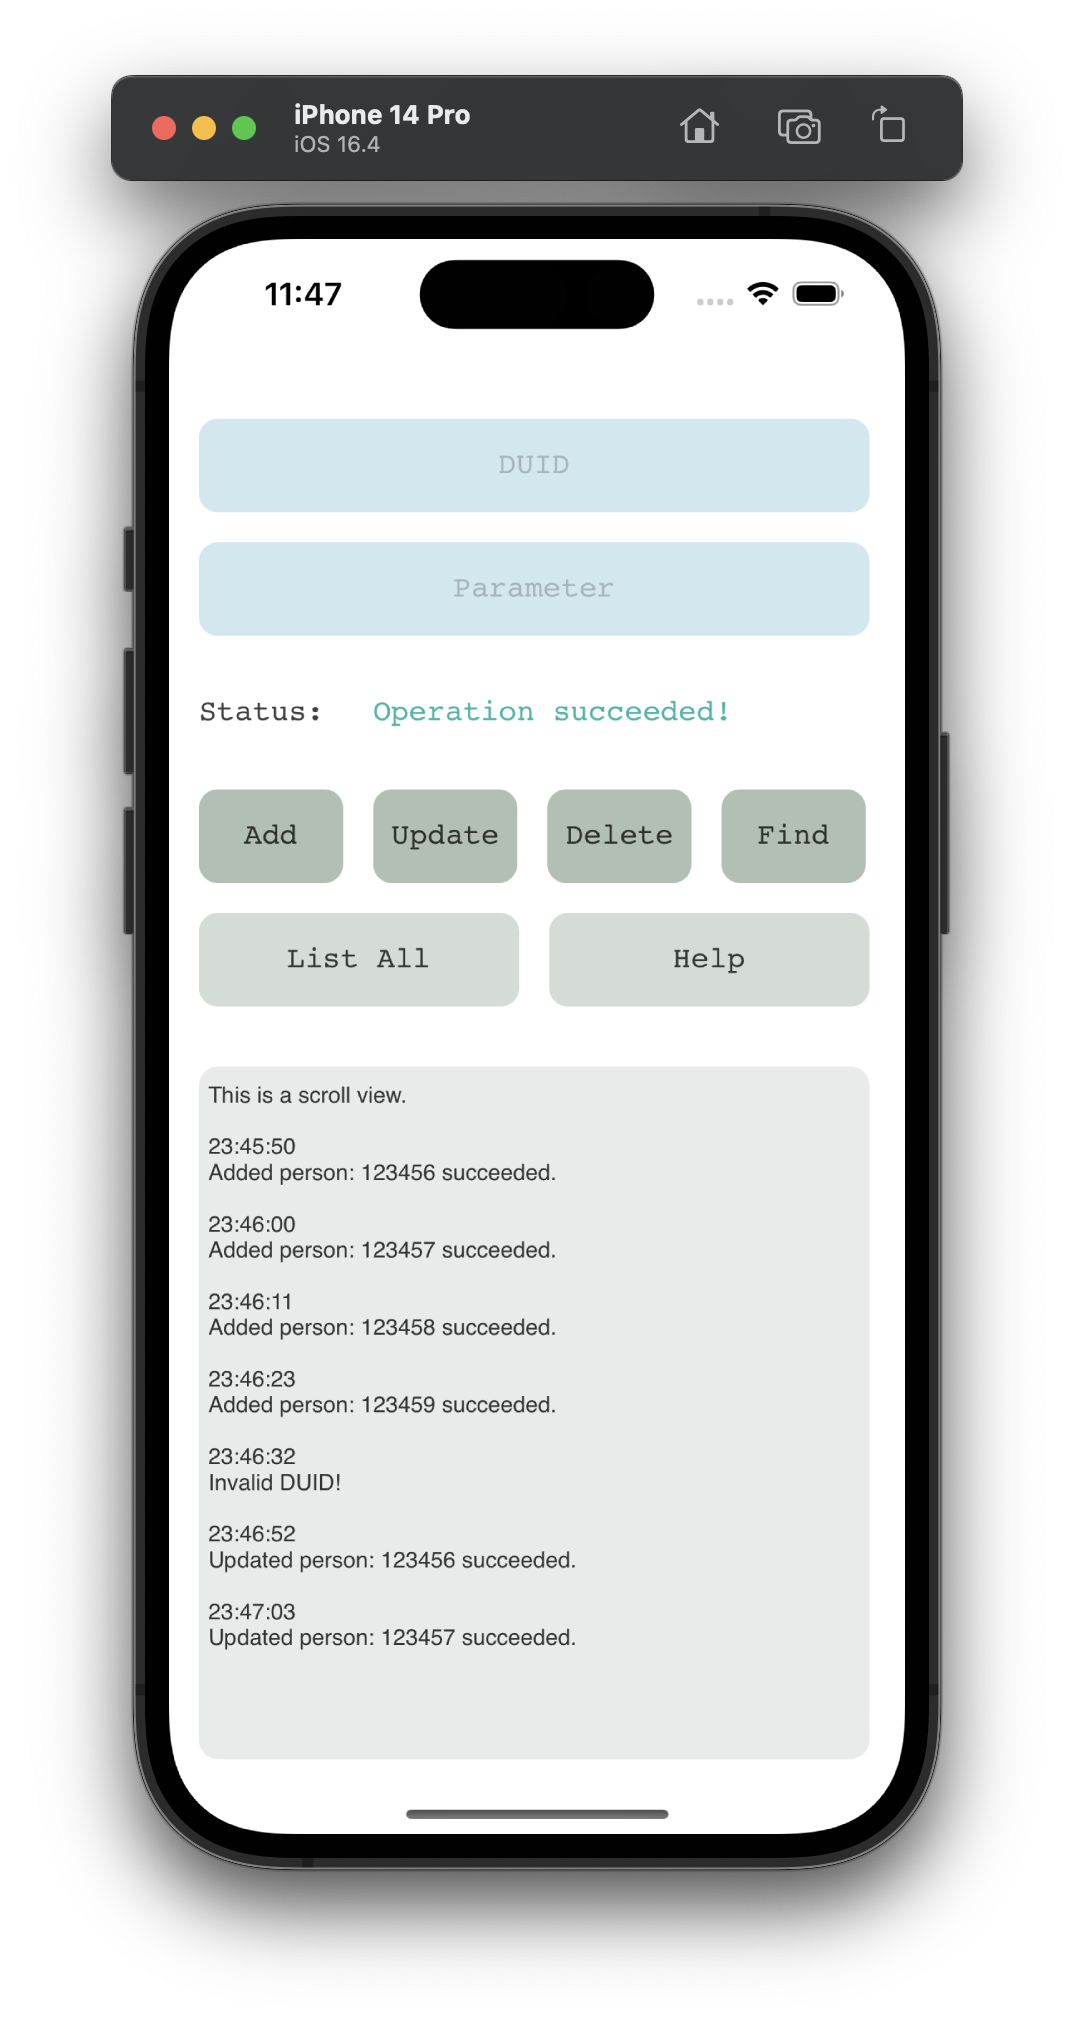 iPhone 14 Pro
iOS 16.4
11:47
DUID
Parameter
Status: Operation succeeded!
Add Update Delete Find
List All Help
This is a scroll view.
23:45:50
Added person: 123456 succeeded.
23:46:00
Added person: 123457 succeeded.
23:46:11
Added person: 123458 succeeded.
23:46:23
Added person: 123459 succeeded.
23:46:32
Invalid DUID!
23:46:52
Updated person: 123456 succeeded.
23:47:03
Updated person: 123457 succeeded.